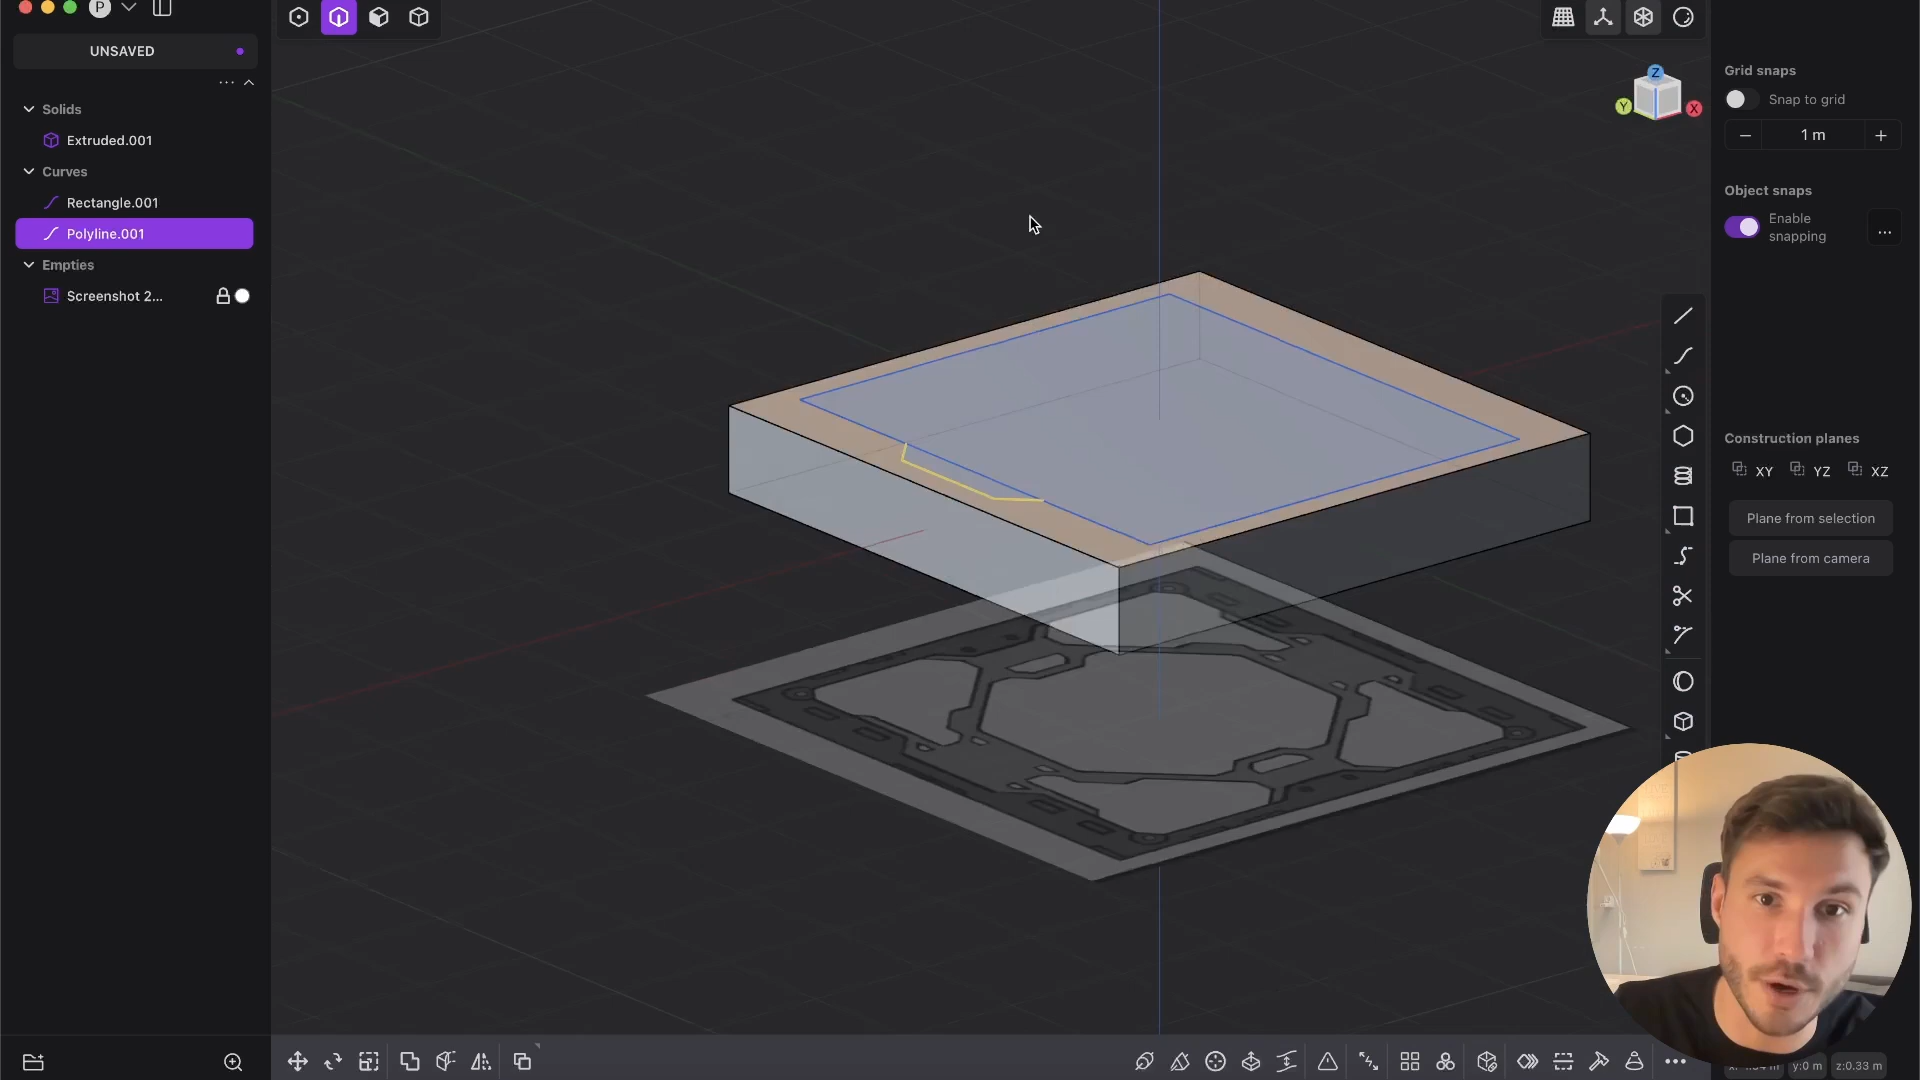 P
UNSAVED
Solids
Extruded.001
Curves
Rectangle.001
Polyline.001
Empties
Screenshot 2...
Z
Y
X
Grid snaps
Snap to grid
1 m
Object snaps
Enable
snapping
...
Construction planes
XY
YZ
XZ
Plane from selection
Plane from camera
y:0 m
z:0.33 m